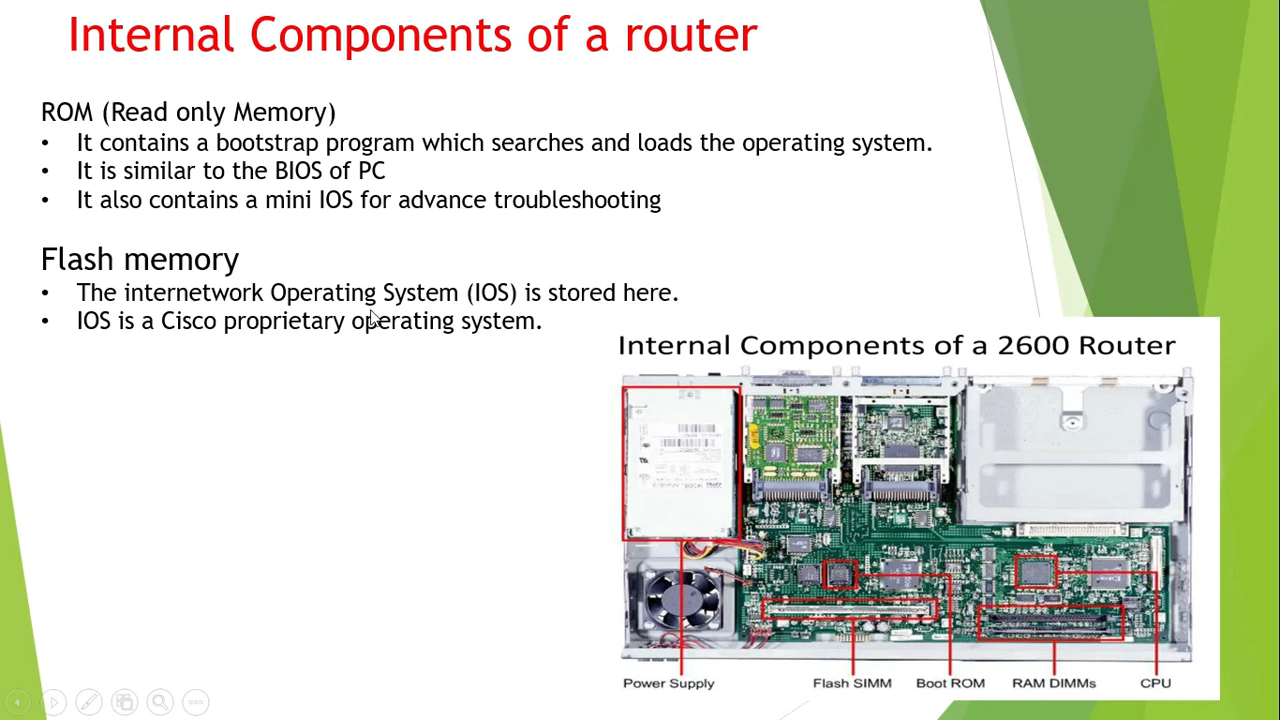 Internal Components of a router
ROM (Read only Memory)
• It contains a bootstrap program which searches and loads the operating system.
• It is similar to the BIOS of PC
• It also contains a mini IOS for advance troubleshooting
Flash memory
• The internetwork Operating System (IOS) is stored here.
• IOS is a Cisco proprietary operating system.
Internal Components of a 2600 Router
Power Supply Flash SIMM Boot ROM RAM DIMMs CPU